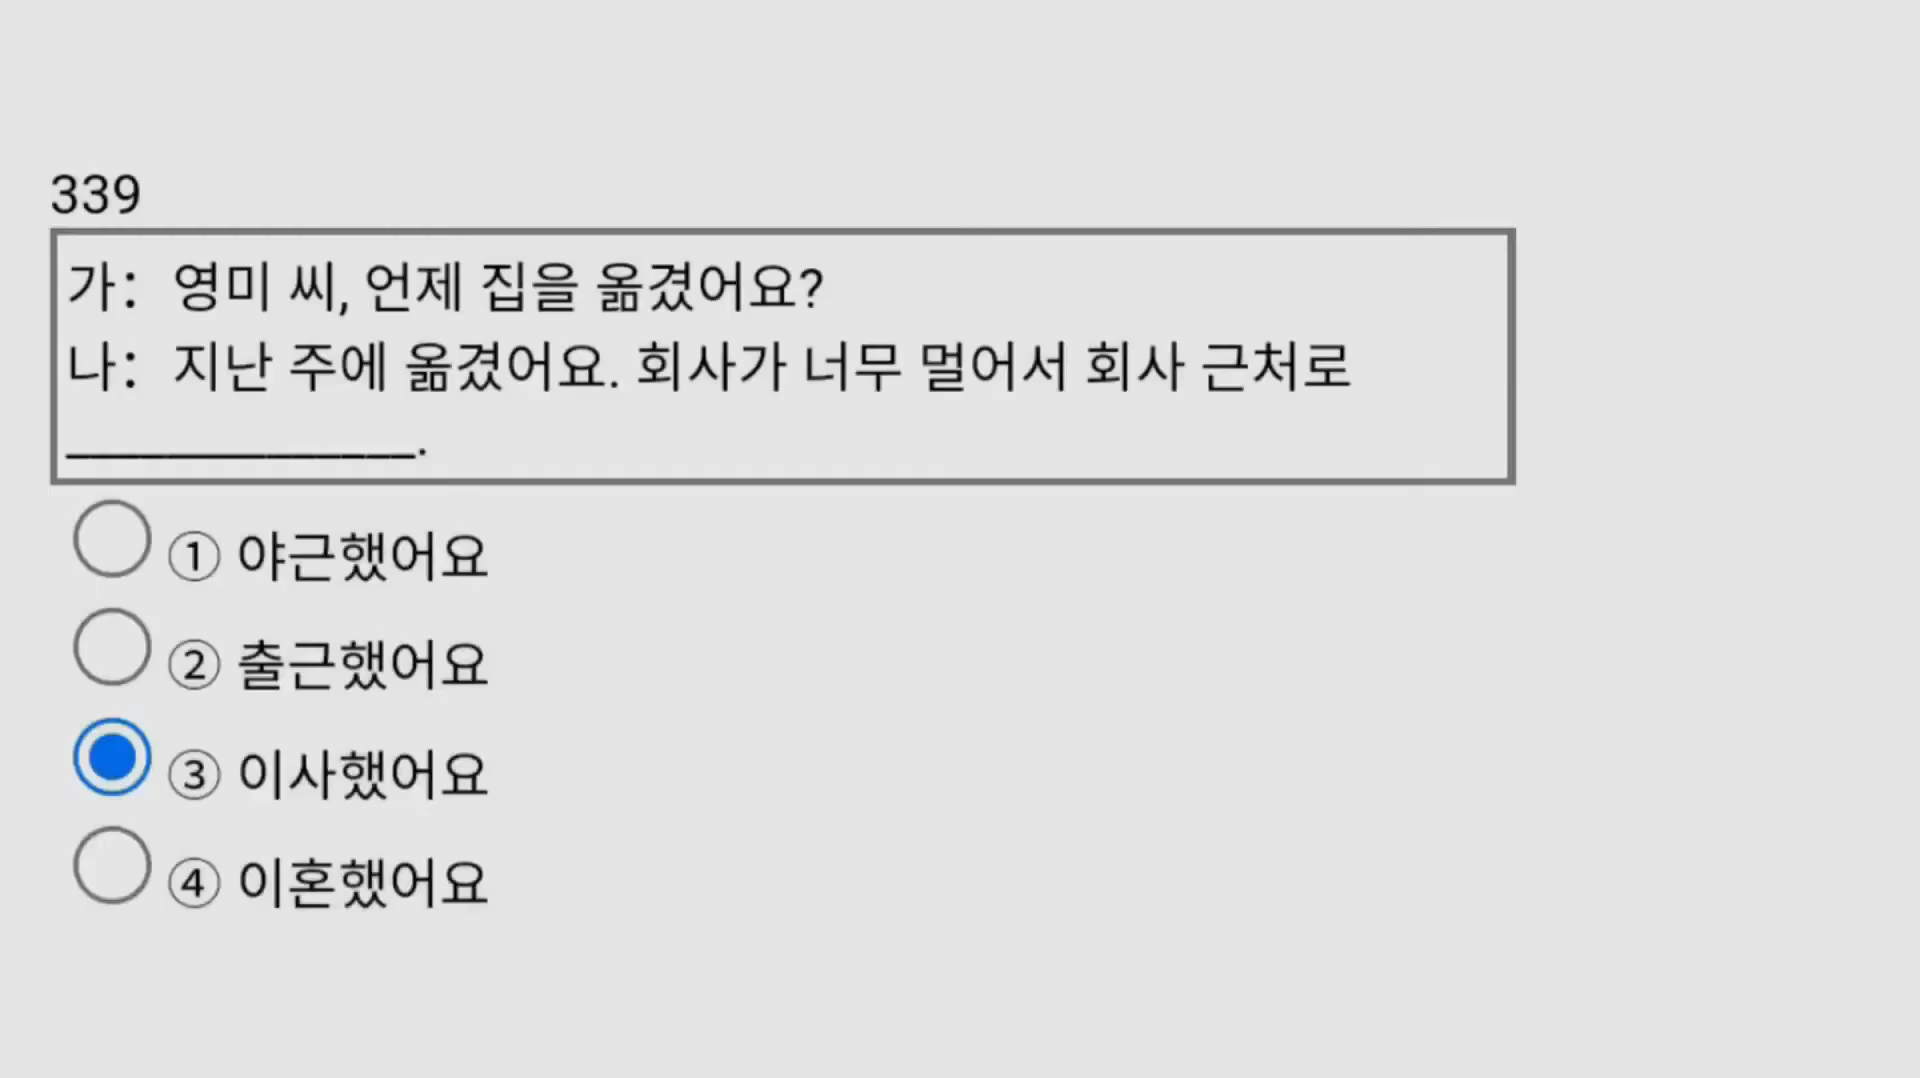 339
가: 영미 씨, 언제 집을 옮겼어요?
나: 지난 주에 옮겼어요. 회사가 너무 멀어서 회사 근처로
______________.
① 야근했어요
② 출근했어요
③ 이사했어요
④ 이혼했어요